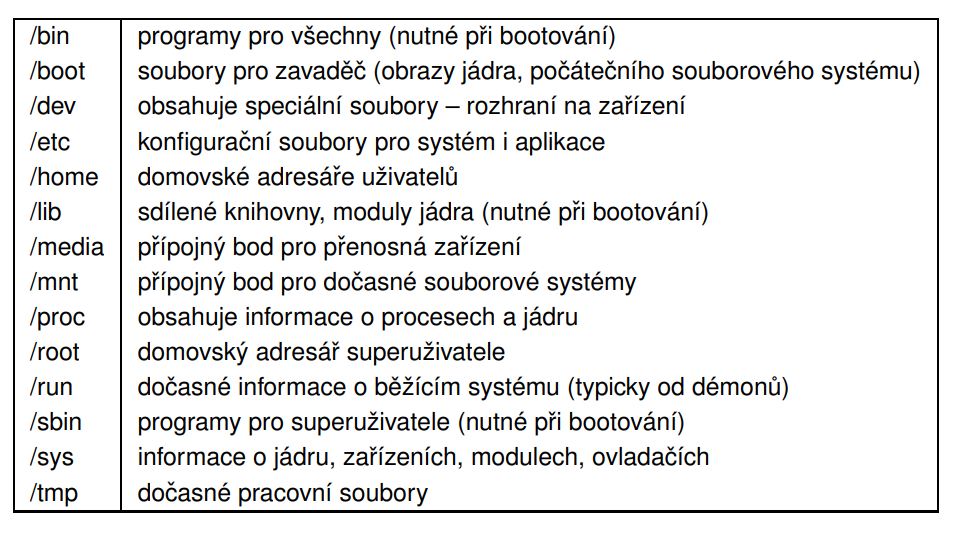 /bin programy pro všechny (nutné při bootování)
/boot soubory pro zavaděč (obrazy jádra, počátečního souborového systému)
/dev obsahuje speciální soubory – rozhraní na zařízení
/etc konfigurační soubory pro systém i aplikace
/home domovské adresáře uživatelů
/lib sdílené knihovny, moduly jádra (nutné při bootování)
/media přípojný bod pro přenosná zařízení
/mnt přípojný bod pro dočasné souborové systémy
/proc obsahuje informace o procesech a jádru
/root domovský adresář superuživatele
/run dočasné informace o běžícím systému (typicky od démonů)
/sbin programy pro superuživatele (nutné při bootování)
/sys informace o jádru, zařízeních, modulech, ovladačích
/tmp dočasné pracovní soubory